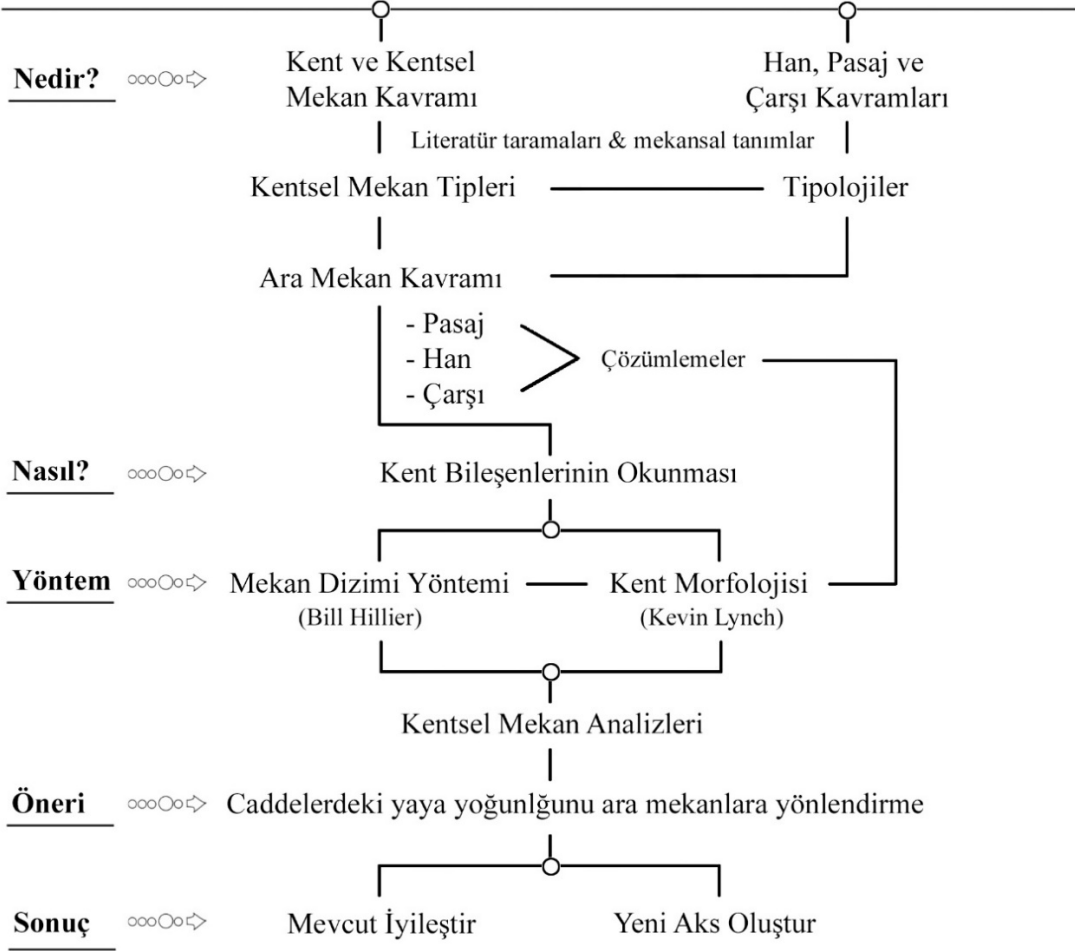 Nedir?
Kent ve Kentsel
Mekan Kavramı
Han, Pasaj ve
Çarşı Kavramları
Literatür taramaları & mekansal tanımlar
Kentsel Mekan Tipleri
Tipolojiler
Ara Mekan Kavramı
- Pasaj
- Han
- Çarşı
Çözümlemeler
Nasıl?
Kent Bileşenlerinin Okunması
Yöntem
Mekan Dizimi Yöntemi
(Bill Hillier)
Kent Morfolojisi
(Kevin Lynch)
Kentsel Mekan Analizleri
Öneri
Caddelerdeki yaya yoğunlğunu ara mekanlara yönlendirme
Sonuç
Mevcut İyileştir
Yeni Aks Oluştur